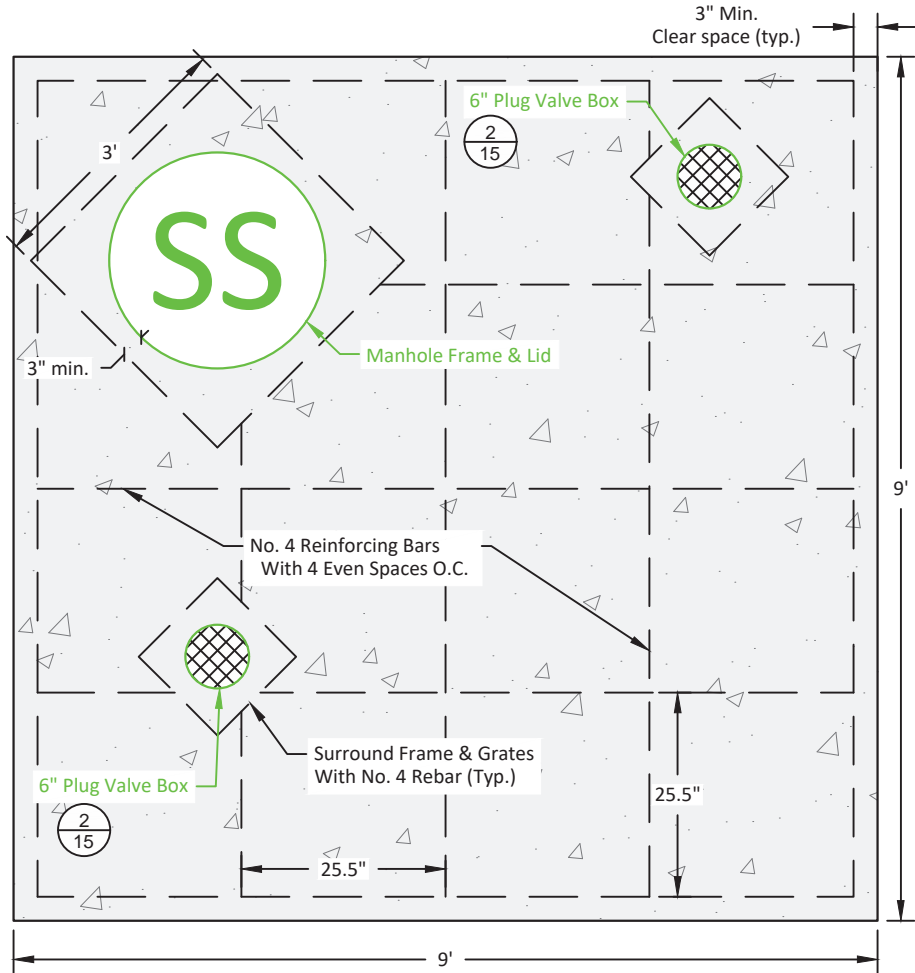 3" Min.
Clear space (typ.)
6" Plug Valve Box
2
15
3'
SS
Manhole Frame & Lid
3" min.
9'
No. 4 Reinforcing Bars
With 4 Even Spaces O.C.
Surround Frame & Grates
With No. 4 Rebar (Typ.)
6" Plug Valve Box
25.5"
2
15
25.5"
9'